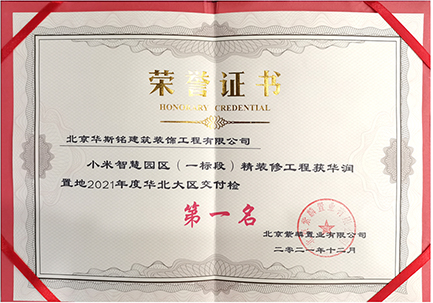 荣誉证书
HONORARY CREDENTIAL
北京华斯铭建筑装饰工程有限公司
小米智慧园区（一标段）精装修工程获华润
置地2021年度华北大区交付检
第一名
北京紫麟置业有限公司
二零二一年十二月